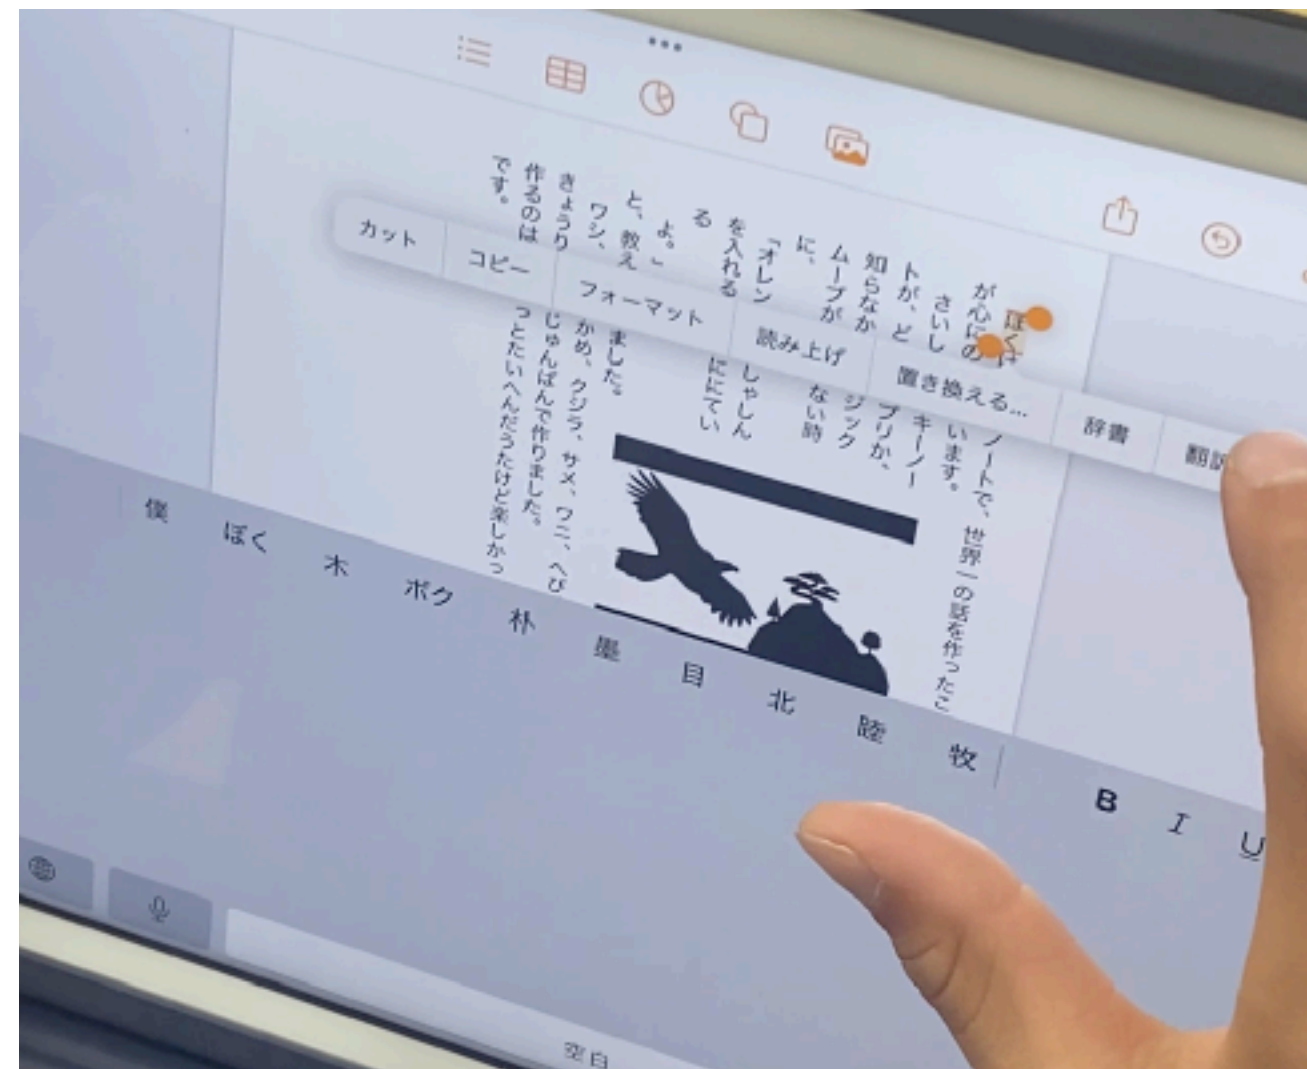 ぼくは
ノートで、世界一の話を作ったこ
が心にの
います。
さいし
キーノー
トが、ど
プリか、
知らなか
ジック
ムーブが
ない時
に、
「オレン
しゃしん
を入れる
ににてい
る
よ。」
と、教え
ました。
ワシ、
かめ、クジラ、サメ、ワニ、へび
きょうり
じゅんばんで作りました。
作るのは
っとたいへんだうたけど楽しかっ
です。
カット
コピー
フォーマット
読み上げ
置き換える...
辞書
翻訳
僕
ぼく
木
ボク
朴
墨
目
北
睦
牧
B
I
U
空白